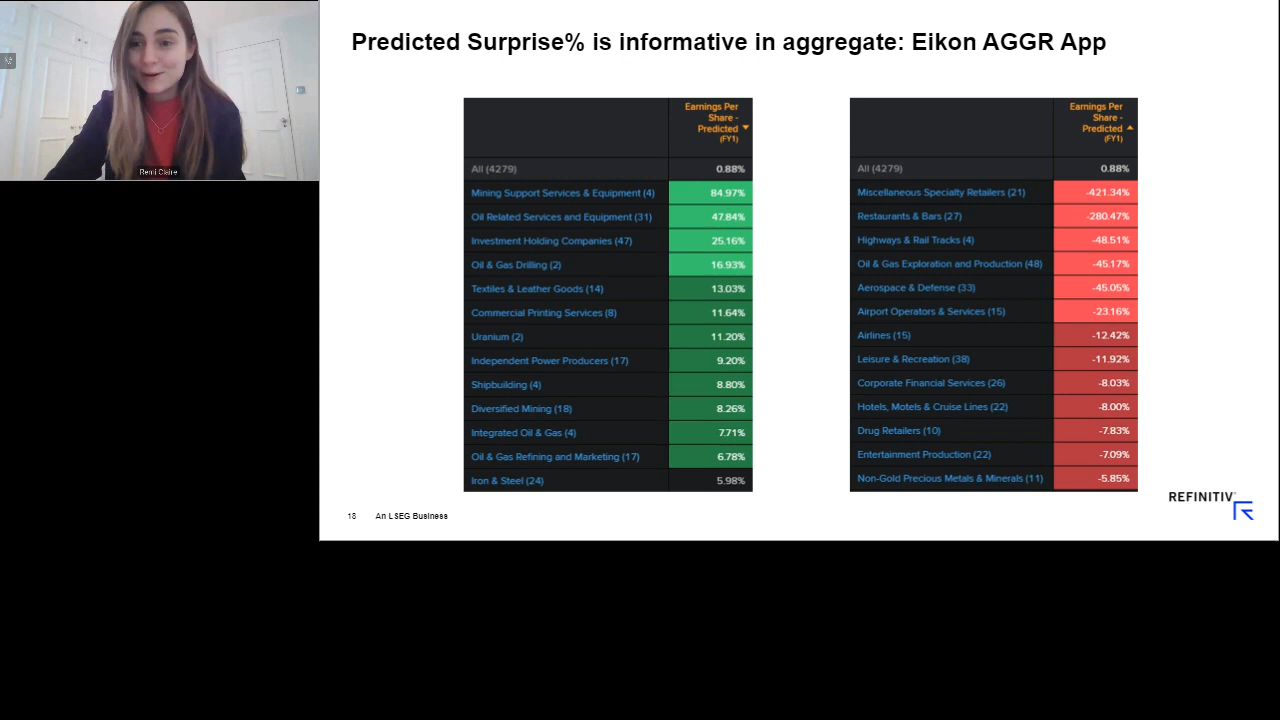 Remi Claire
Predicted Surprise% is informative in aggregate: Eikon AGGR App
Earnings Per
Share -
Predicted
(FY1)
All (4279) 0.88%
Mining Support Services & Equipment (4) 84.97%
Oil Related Services and Equipment (31) 47.84%
Investment Holding Companies (47) 25.16%
Oil & Gas Drilling (2) 16.93%
Textiles & Leather Goods (14) 13.03%
Commercial Printing Services (8) 11.64%
Uranium (2) 11.20%
Independent Power Producers (17) 9.20%
Shipbuilding (4) 8.80%
Diversified Mining (18) 8.26%
Integrated Oil & Gas (4) 7.71%
Oil & Gas Refining and Marketing (17) 6.78%
Iron & Steel (24) 5.98%
Earnings Per
Share -
Predicted
(FY1)
All (4279) 0.88%
Miscellaneous Specialty Retailers (21) -421.34%
Restaurants & Bars (27) -280.47%
Highways & Rail Tracks (4) -48.51%
Oil & Gas Exploration and Production (48) -45.17%
Aerospace & Defense (33) -45.05%
Airport Operators & Services (15) -23.16%
Airlines (15) -12.42%
Leisure & Recreation (38) -11.92%
Corporate Financial Services (26) -8.03%
Hotels, Motels & Cruise Lines (22) -8.00%
Drug Retailers (10) -7.83%
Entertainment Production (22) -7.09%
Non-Gold Precious Metals & Minerals (11) -5.85%
REFINITIV
18 An LSEG Business